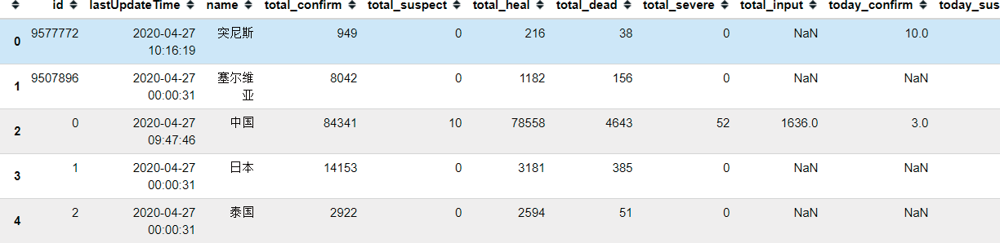 id lastUpdateTime name total_confirm total_suspect total_heal total_dead total_severe total_input today_confirm today_sus
0 9577772 2020-04-27 突尼斯 949 0 216 38 0 NaN 10.0
10:16:19
1 9507896 2020-04-27 塞尔维 8042 0 1182 156 0 NaN NaN
00:00:31 亚
2 0 2020-04-27 中国 84341 10 78558 4643 52 1636.0 3.0
09:47:46
3 1 2020-04-27 日本 14153 0 3181 385 0 NaN NaN
00:00:31
4 2 2020-04-27 泰国 2922 0 2594 51 0 NaN NaN
00:00:31